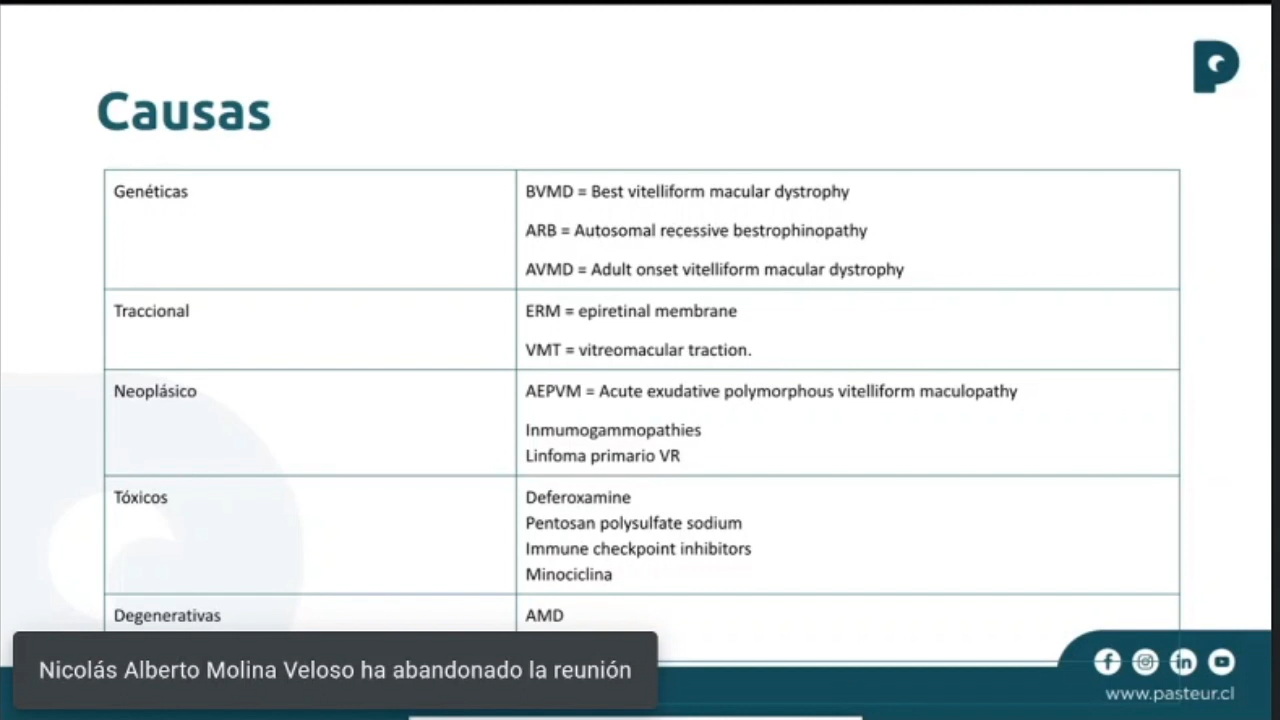 Causas
Genéticas
BVMD = Best vitelliform macular dystrophy
ARB = Autosomal recessive bestrophinopathy
AVMD = Adult onset vitelliform macular dystrophy
Traccional
ERM = epiretinal membrane
VMT = vitreomacular traction.
Neoplásico
AEPVM = Acute exudative polymorphous vitelliform maculopathy
Inmumogammopathies
Linfoma primario VR
Tóxicos
Deferoxamine
Pentosan polysulfate sodium
Immune checkpoint inhibitors
Minociclina
Degenerativas
AMD
Nicolás Alberto Molina Veloso ha abandonado la reunión
www.pasteur.cl